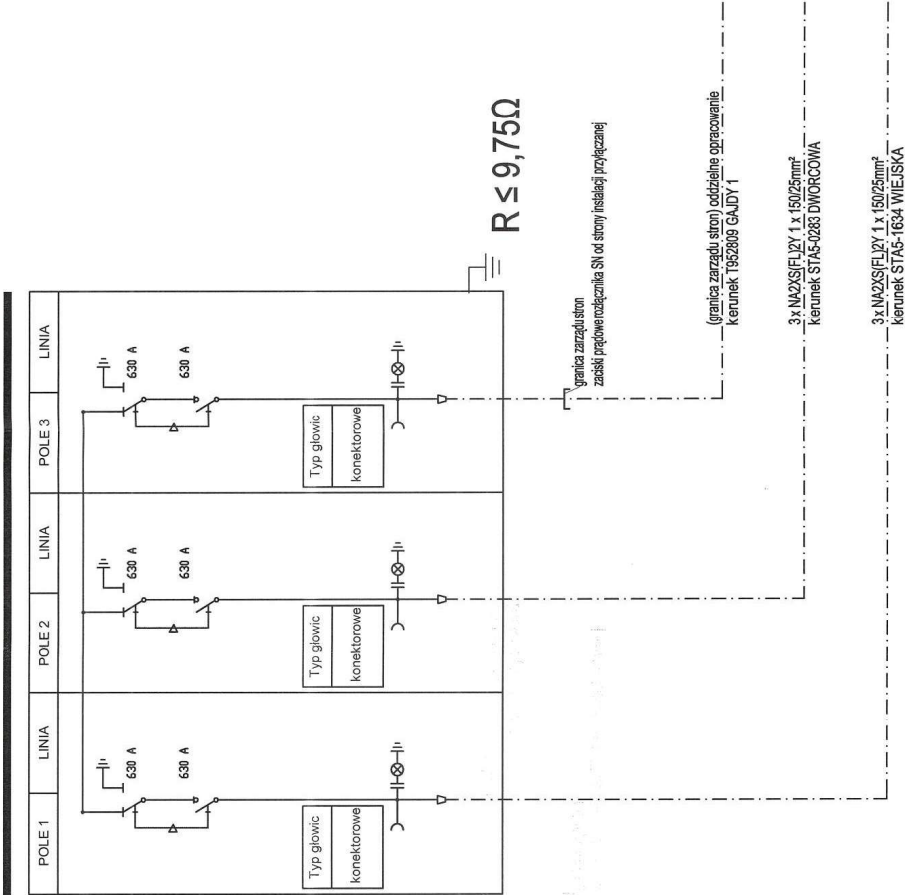 POLE 1
LINIA
POLE 2
LINIA
POLE 3
LINIA
630 A
630 A
630 A
630 A
630 A
630 A
Typ głowic
konektorowe
Typ głowic
konektorowe
Typ głowic
konektorowe
R ≤ 9,75Ω
granica zarządu stron
zaciski prądowe rozłącznika SN od strony instalacji przyłączanej
(granica zarządu stron) oddzielne opracowanie
kierunek T952809 GAJDY 1
3 x NA2XS(FL)2Y 1 x 150/25mm²
kierunek STA5-0283 DWORCOWA
3 x NA2XS(FL)2Y 1 x 150/25mm²
kierunek STA5-1634 WIEJSKA